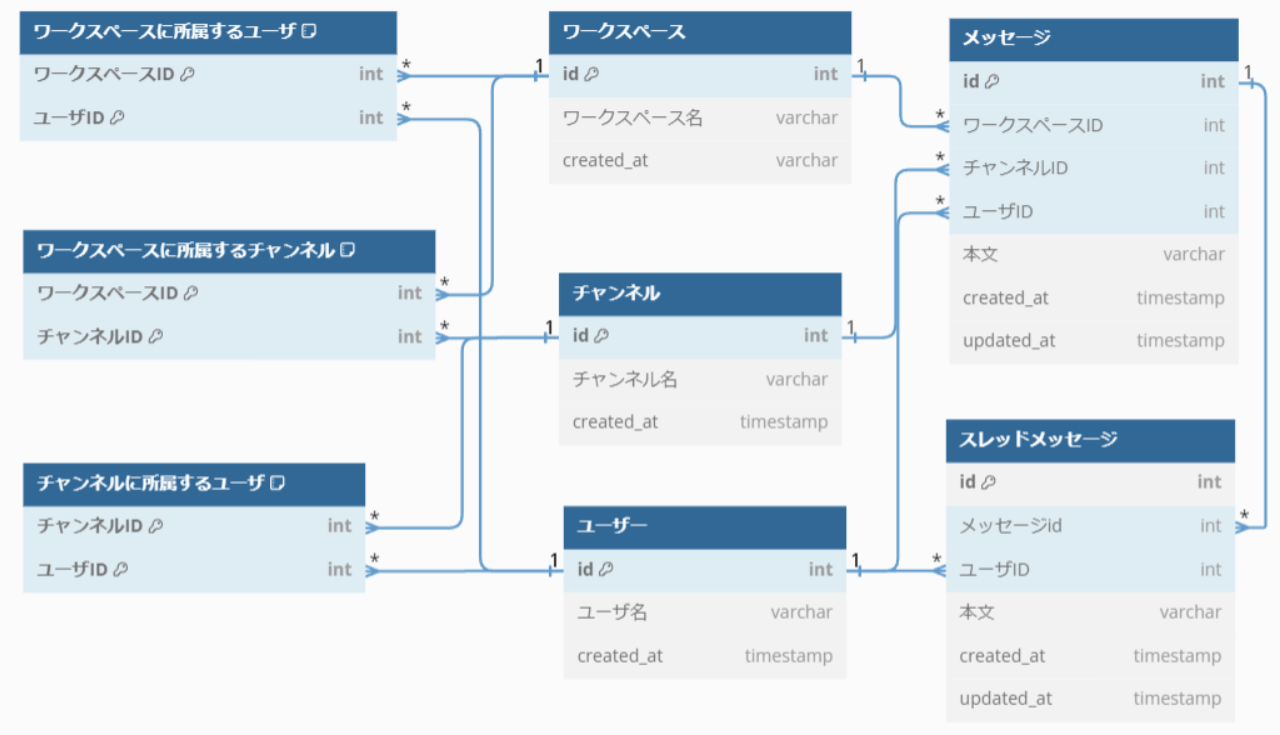 ワークスペースに所属するユーザ
ワークスペースID int
ユーザID int
ワークスペースに所属するチャンネル
ワークスペースID int
チャンネルID int
チャンネルに所属するユーザ
チャンネルID int
ユーザID int
ワークスペース
id int
ワークスペース名 varchar
created_at varchar
チャンネル
id int
チャンネル名 varchar
created_at timestamp
ユーザー
id int
ユーザ名 varchar
created_at timestamp
メッセージ
id int
ワークスペースID int
チャンネルID int
ユーザID int
本文 varchar
created_at timestamp
updated_at timestamp
スレッドメッセージ
id int
メッセージid int
ユーザID int
本文 varchar
created_at timestamp
updated_at timestamp
* 1
*
*
* 1
*
* 1
1 *
*
*
1
1 *
1
*